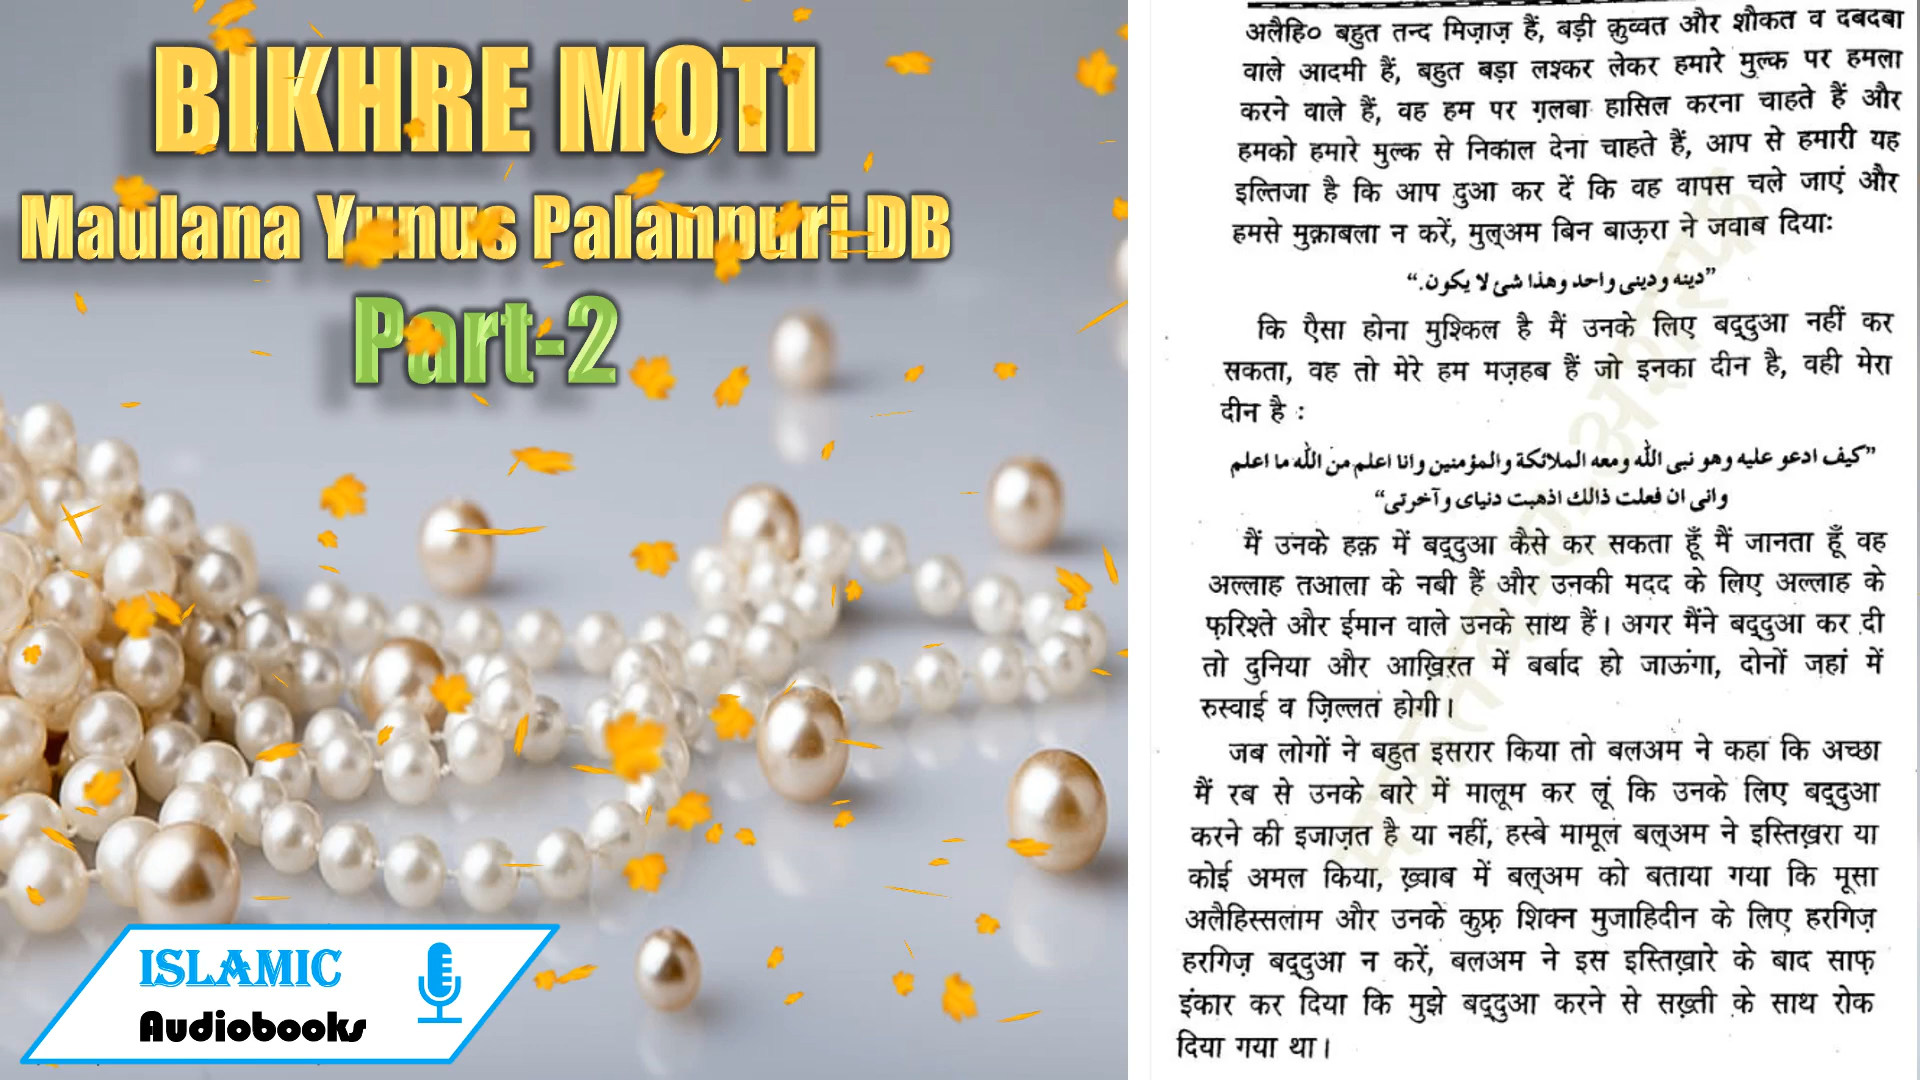 BIKHRE MOTI
Maulana Yunus Palanpuri DB
Part-2
ISLAMIC
Audiobooks
अलैहि० बहुत तन्द मिज़ाज़ हैं, बड़ी क़ुव्वत और शौकत व दबदबा
वाले आदमी हैं, बहुत बड़ा लश्कर लेकर हमारे मुल्क पर हमला
करने वाले हैं, वह हम पर ग़लबा हासिल करना चाहते हैं और
हमको हमारे मुल्क से निकाल देना चाहते हैं, आप से हमारी यह
इल्तिजा है कि आप दुआ कर दें कि वह वापस चले जाएं और
हमसे मुक़ाबला न करें, मुल्अम बिन बाऊरा ने जवाब दियाः
”دينه وديني واحد وهذا شئ لا يكون.“
कि ऐसा होना मुश्किल है मैं उनके लिए बद्दुआ नहीं कर
सकता, वह तो मेरे हम मज़हब हैं जो इनका दीन है, वही मेरा
दीन है :
”كيف ادعو عليه وهو نبى الله ومعه الملائكة والمؤمنين وانا اعلم من الله ما اعلم
وانى ان فعلت ذالك اذهبت دنياى وآخرتى“
मैं उनके हक़ में बद्दुआ कैसे कर सकता हूँ मैं जानता हूँ वह
अल्लाह तआला के नबी हैं और उनकी मदद के लिए अल्लाह के
फ़रिश्ते और ईमान वाले उनके साथ हैं। अगर मैंने बद्दुआ कर दी
तो दुनिया और आख़िरत में बर्बाद हो जाऊंगा, दोनों जहां में
रुस्वाई व ज़िल्लत होगी।
जब लोगों ने बहुत इसरार किया तो बलअम ने कहा कि अच्छा
मैं रब से उनके बारे में मालूम कर लूं कि उनके लिए बद्दुआ
करने की इजाज़त है या नहीं, हस्बे मामूल बल्अम ने इस्तिख़रा या
कोई अमल किया, ख़्वाब में बल्अम को बताया गया कि मूसा
अलैहिस्सलाम और उनके कुफ़्र शिक्न मुजाहिदीन के लिए हरगिज़
हरगिज़ बद्दुआ न करें, बलअम ने इस इस्तिख़ारे के बाद साफ़
इंकार कर दिया कि मुझे बद्दुआ करने से सख़्ती के साथ रोक
दिया गया था।